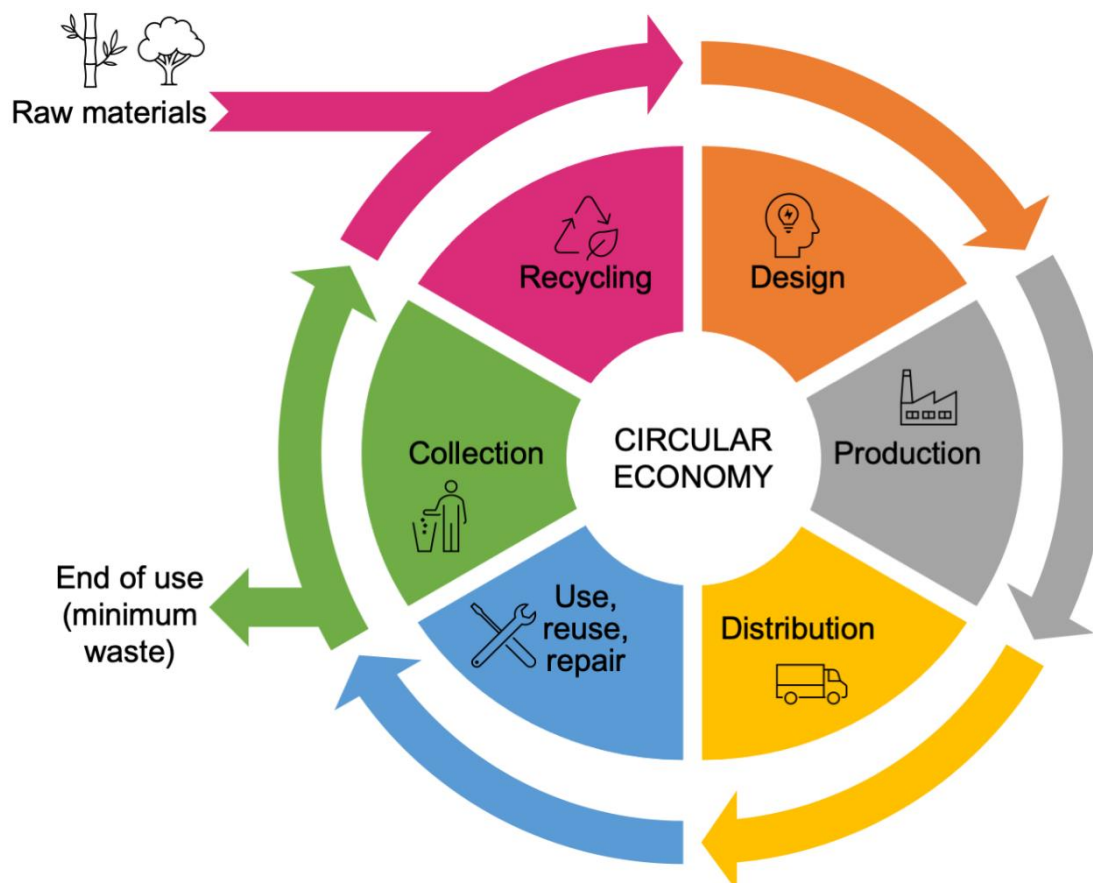 Raw materials
Recycling
Design
Collection
CIRCULAR
ECONOMY
Production
End of use
(minimum
waste)
Use,
reuse,
repair
Distribution